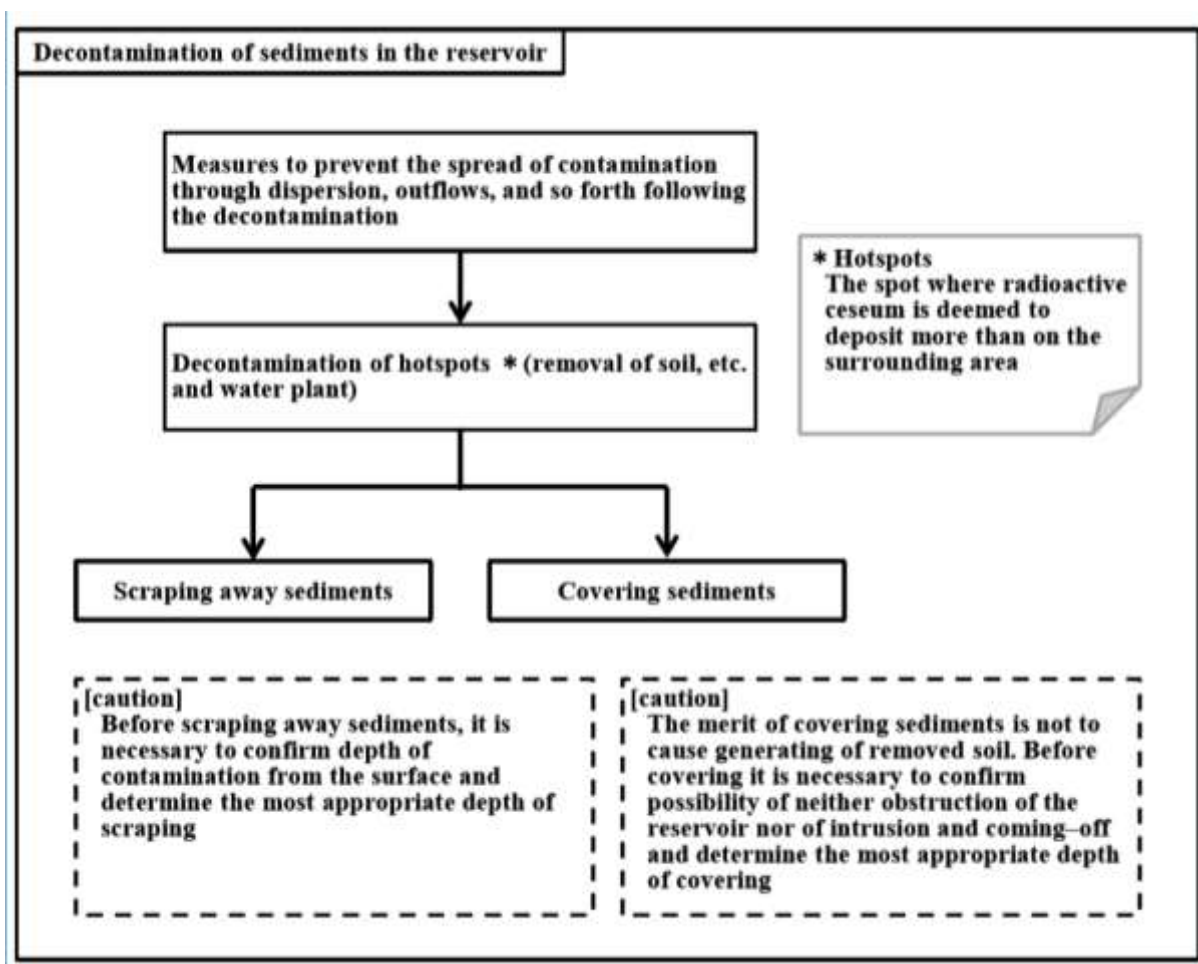 Decontamination of sediments in the reservoir
Measures to prevent the spread of contamination
through dispersion, outflows, and so forth following
the decontamination
* Hotspots
The spot where radioactive
ceseum is deemed to
deposit more than on the
surrounding area
Decontamination of hotspots * (removal of soil, etc.
and water plant)
Scraping away sediments
Covering sediments
[caution]
Before scraping away sediments, it is
necessary to confirm depth of
contamination from the surface and
determine the most appropriate depth of
scraping
[caution]
The merit of covering sediments is not to
cause generating of removed soil. Before
covering it is necessary to confirm
possibility of neither obstruction of the
reservoir nor of intrusion and coming–off
and determine the most appropriate depth
of covering